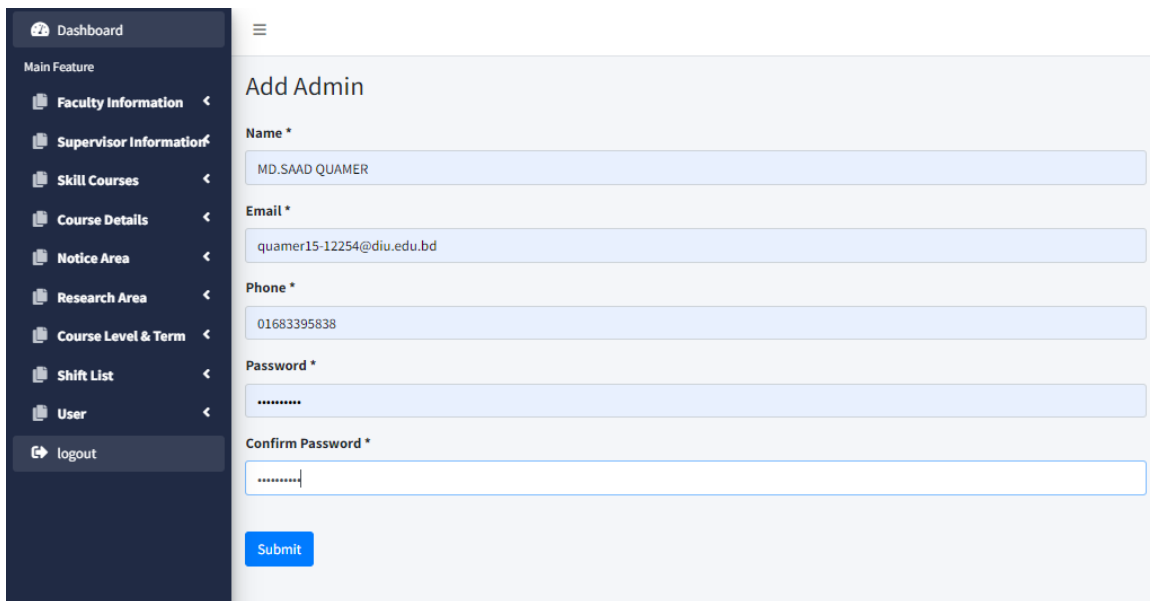 Dashboard
Main Feature
Faculty Information
Supervisor Information
Skill Courses
Course Details
Notice Area
Research Area
Course Level & Term
Shift List
User
logout
Add Admin
Name *
MD.SAAD QUAMER
Email *
quamer15-12254@diu.edu.bd
Phone *
01683395838
Password *
••••••••••
Confirm Password *
••••••••••
Submit